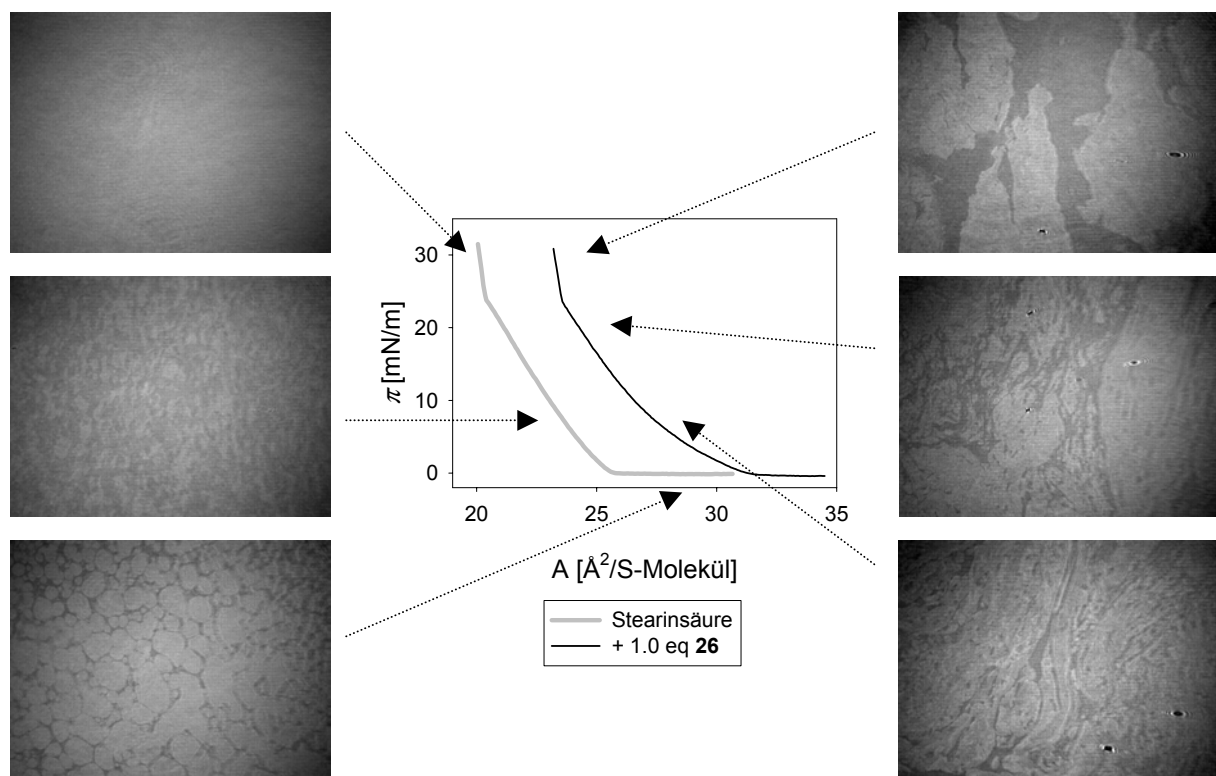 30
20
10
0
π [mN/m]
20 25 30 35
A [Å²/S-Molekül]
Stearinsäure
+ 1.0 eq 26